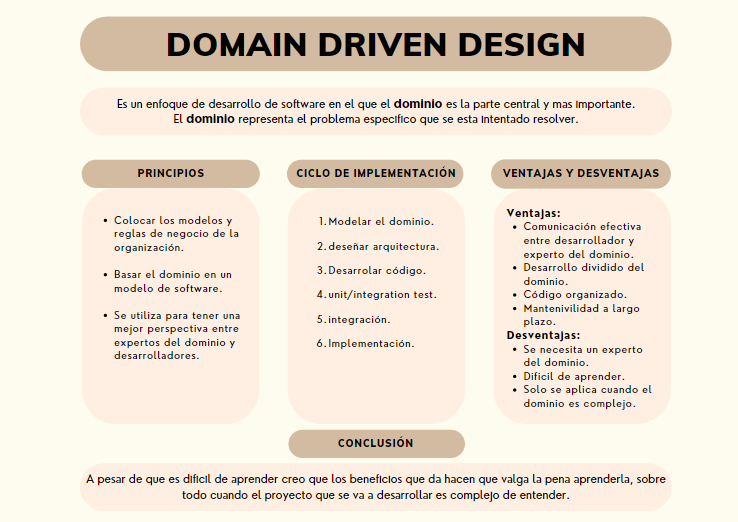 DOMAIN DRIVEN DESIGN
Es un enfoque de desarrollo de software en el que el dominio es la parte central y mas importante.
El dominio representa el problema especifico que se esta intentado resolver.
PRINCIPIOS
• Colocar los modelos y
reglas de negocio de la
organización.
• Basar el dominio en un
modelo de software.
• Se utiliza para tener una
mejor perspectiva entre
expertos del dominio y
desarrolladores.
CICLO DE IMPLEMENTACIÓN
1. Modelar el dominio.
2. deseñar arquitectura.
3. Desarrolar código.
4. unit/integration test.
5. integración.
6. Implementación.
VENTAJAS Y DESVENTAJAS
Ventajas:
• Comunicación efectiva
entre desarrollador y
experto del dominio.
• Desarrollo dividido del
dominio.
• Código organizado.
• Mantenivilidad a largo
plazo.
Desventajas:
• Se necesita un experto
del dominio.
• Dificil de aprender.
• Solo se aplica cuando el
dominio es complejo.
CONCLUSIÓN
A pesar de que es dificil de aprender creo que los beneficios que da hacen que valga la pena aprenderla, sobre
todo cuando el proyecto que se va a desarrollar es complejo de entender.